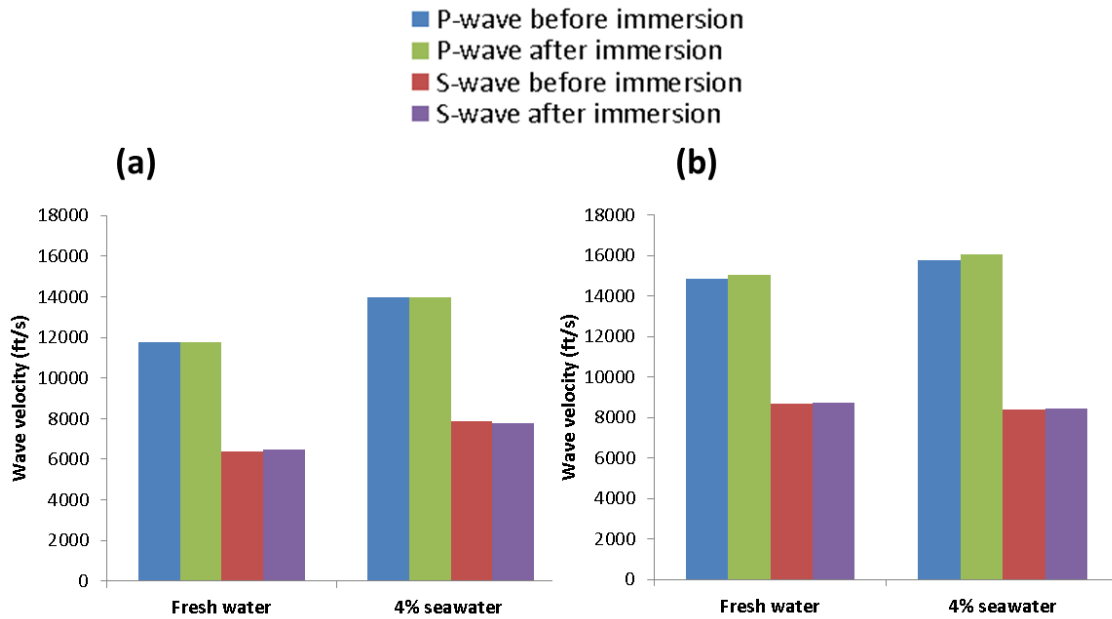 P-wave before immersion
P-wave after immersion
S-wave before immersion
S-wave after immersion
(a)
18000
16000
14000
12000
10000
8000
6000
4000
2000
0
Wave velocity (ft/s)
Fresh water
4% seawater
(b)
18000
16000
14000
12000
10000
8000
6000
4000
2000
0
Wave velocity (ft/s)
Fresh water
4% seawater